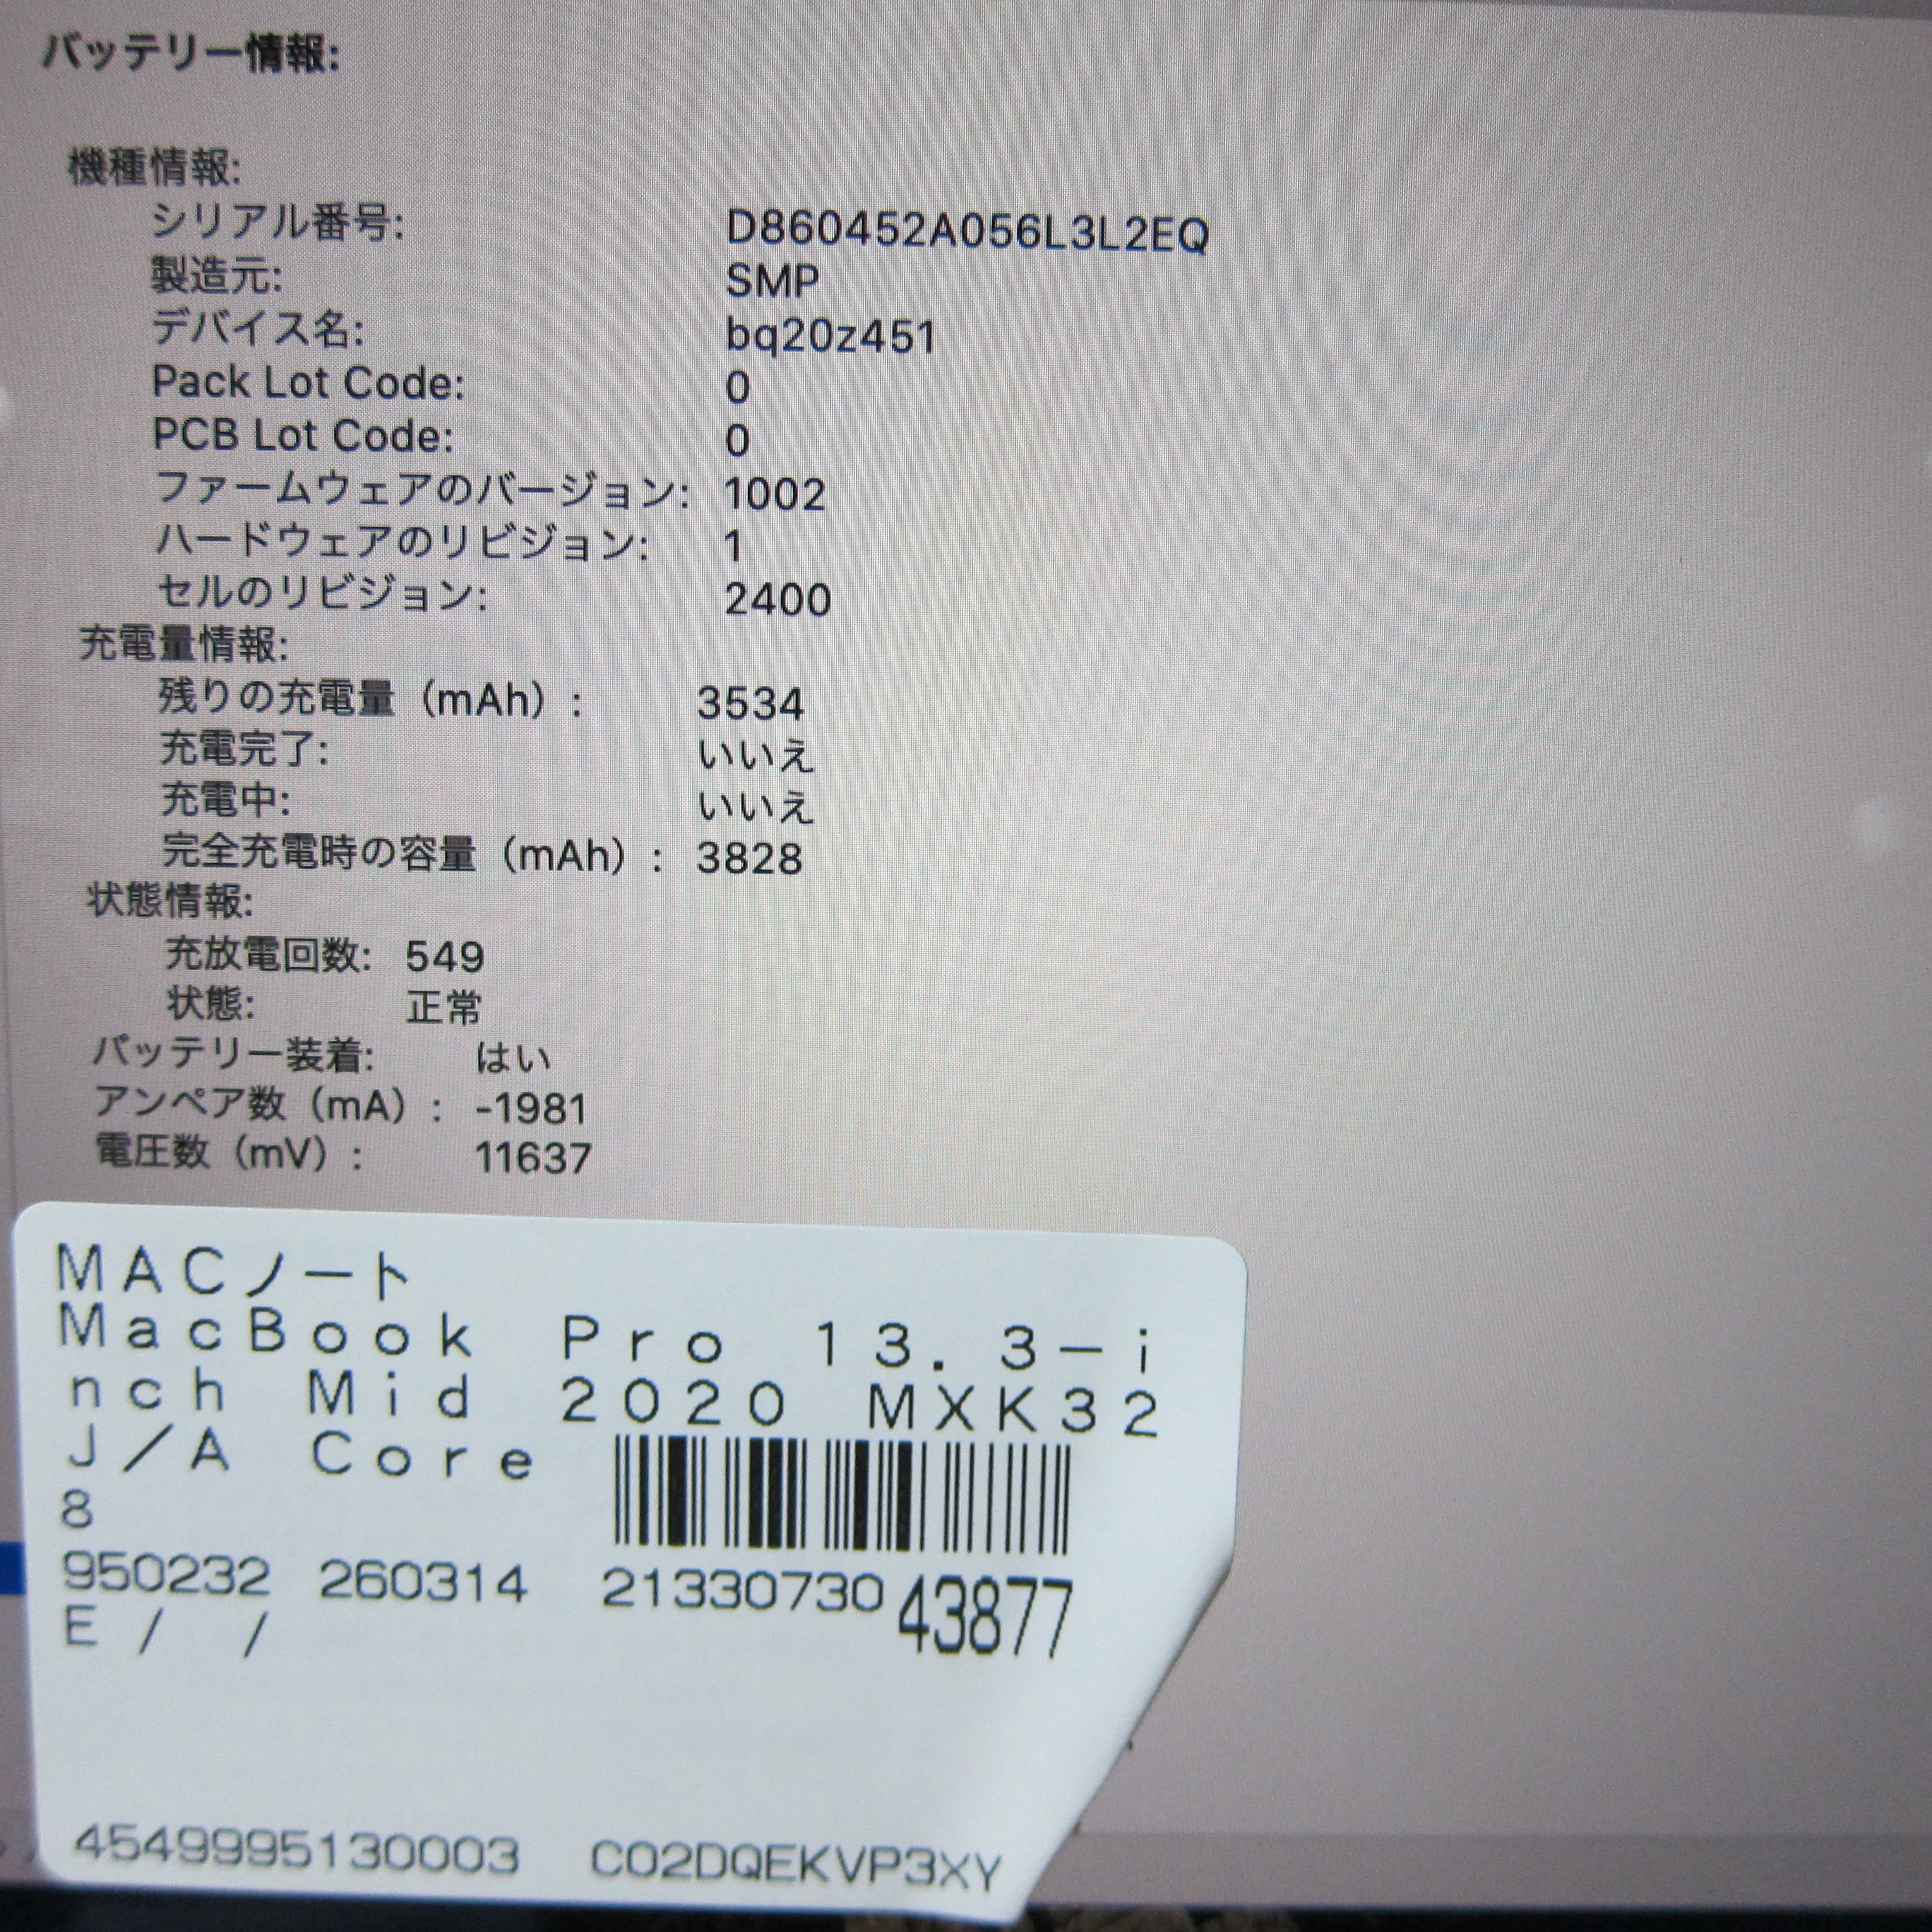 バッテリー情報:
機種情報:
シリアル番号: D860452A056L3L2EQ
製造元: SMP
デバイス名: bq20z451
Pack Lot Code: 0
PCB Lot Code: 0
ファームウェアのバージョン: 1002
ハードウェアのリビジョン: 1
セルのリビジョン: 2400
充電量情報:
残りの充電量（mAh）: 3534
充電完了: いいえ
充電中: いいえ
完全充電時の容量（mAh）: 3828
状態情報:
充放電回数: 549
状態: 正常
バッテリー装着: はい
アンペア数（mA）: -1981
電圧数（mV）: 11637
MACノート
MacBook Pro 13.3-i
nch Mid 2020 MXK32
J/A Core
8
950232 260314 2133073043877
E / /
4549995130003 C02DQEKVP3XY